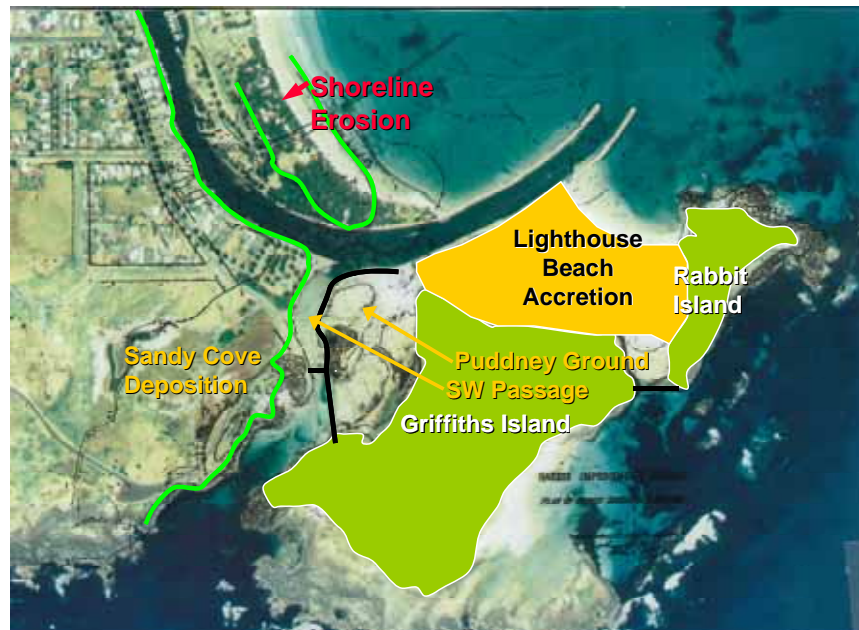 Shoreline
Erosion
Lighthouse
Beach
Accretion
Rabbit
Island
Sandy Cove
Deposition
Puddney Ground
SW Passage
Griffiths Island